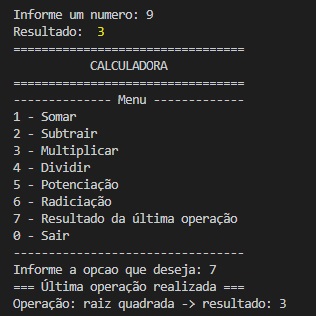 Informe um numero: 9
Resultado:  3
=================================
           CALCULADORA
=================================
-------------- Menu -------------
1 - Somar
2 - Subtrair
3 - Multiplicar
4 - Dividir
5 - Potenciação
6 - Radiciação
7 - Resultado da última operação
0 - Sair
---------------------------------
Informe a opcao que deseja: 7
=== Última operação realizada ===
Operação: raiz quadrada -> resultado: 3